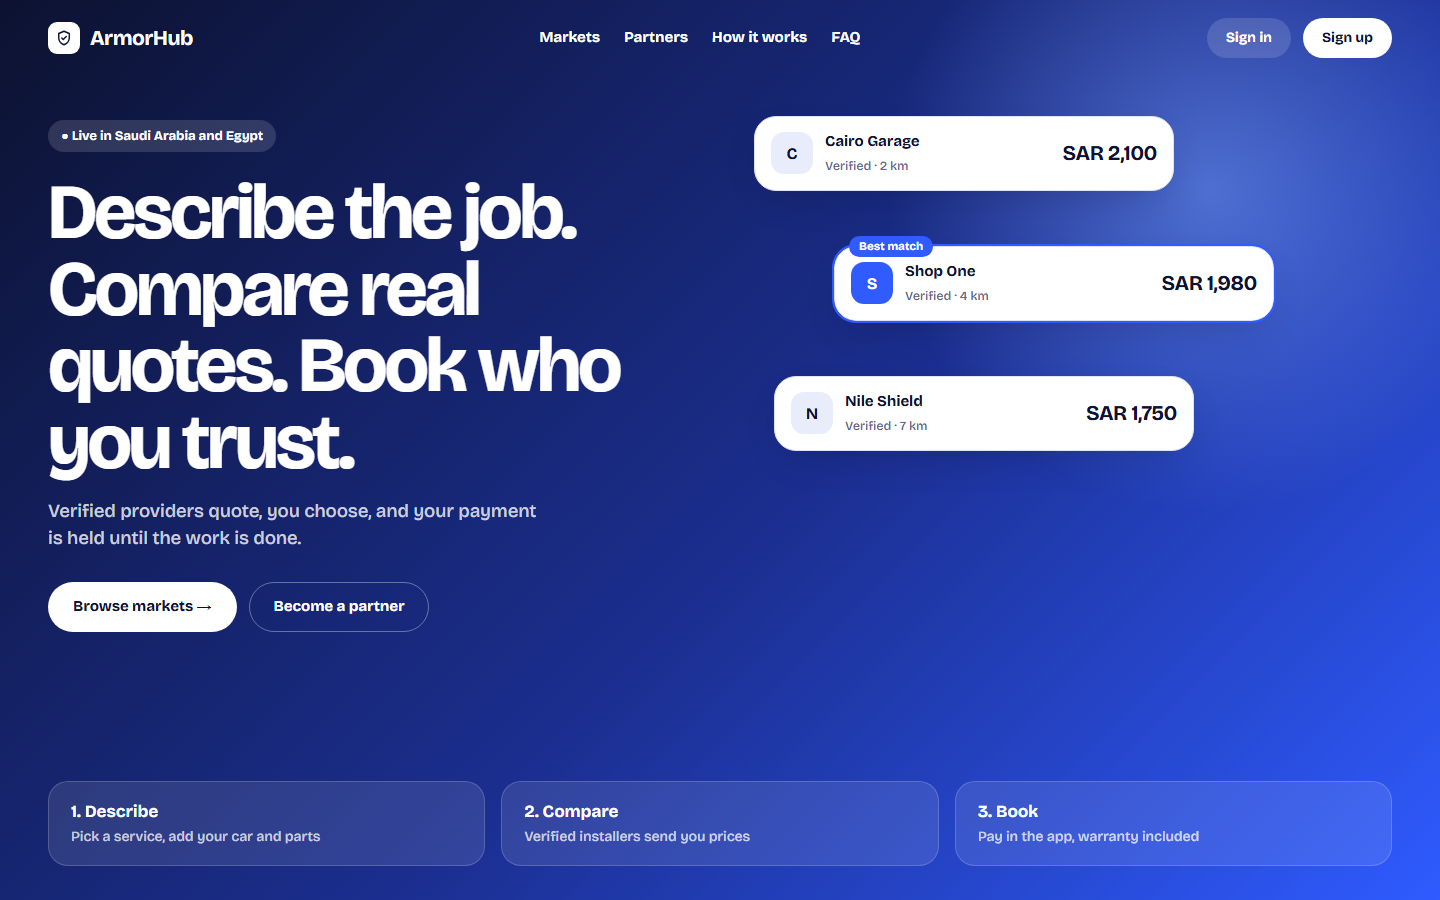 ArmorHub
Markets
Partners
How it works
FAQ
Sign in
Sign up
• Live in Saudi Arabia and Egypt
Describe the job.
Compare real
quotes. Book who
you trust.
Verified providers quote, you choose, and your payment
is held until the work is done.
Browse markets →
Become a partner
C
Cairo Garage
Verified · 2 km
SAR 2,100
Best match
S
Shop One
Verified · 4 km
SAR 1,980
N
Nile Shield
Verified · 7 km
SAR 1,750
1. Describe
Pick a service, add your car and parts
2. Compare
Verified installers send you prices
3. Book
Pay in the app, warranty included